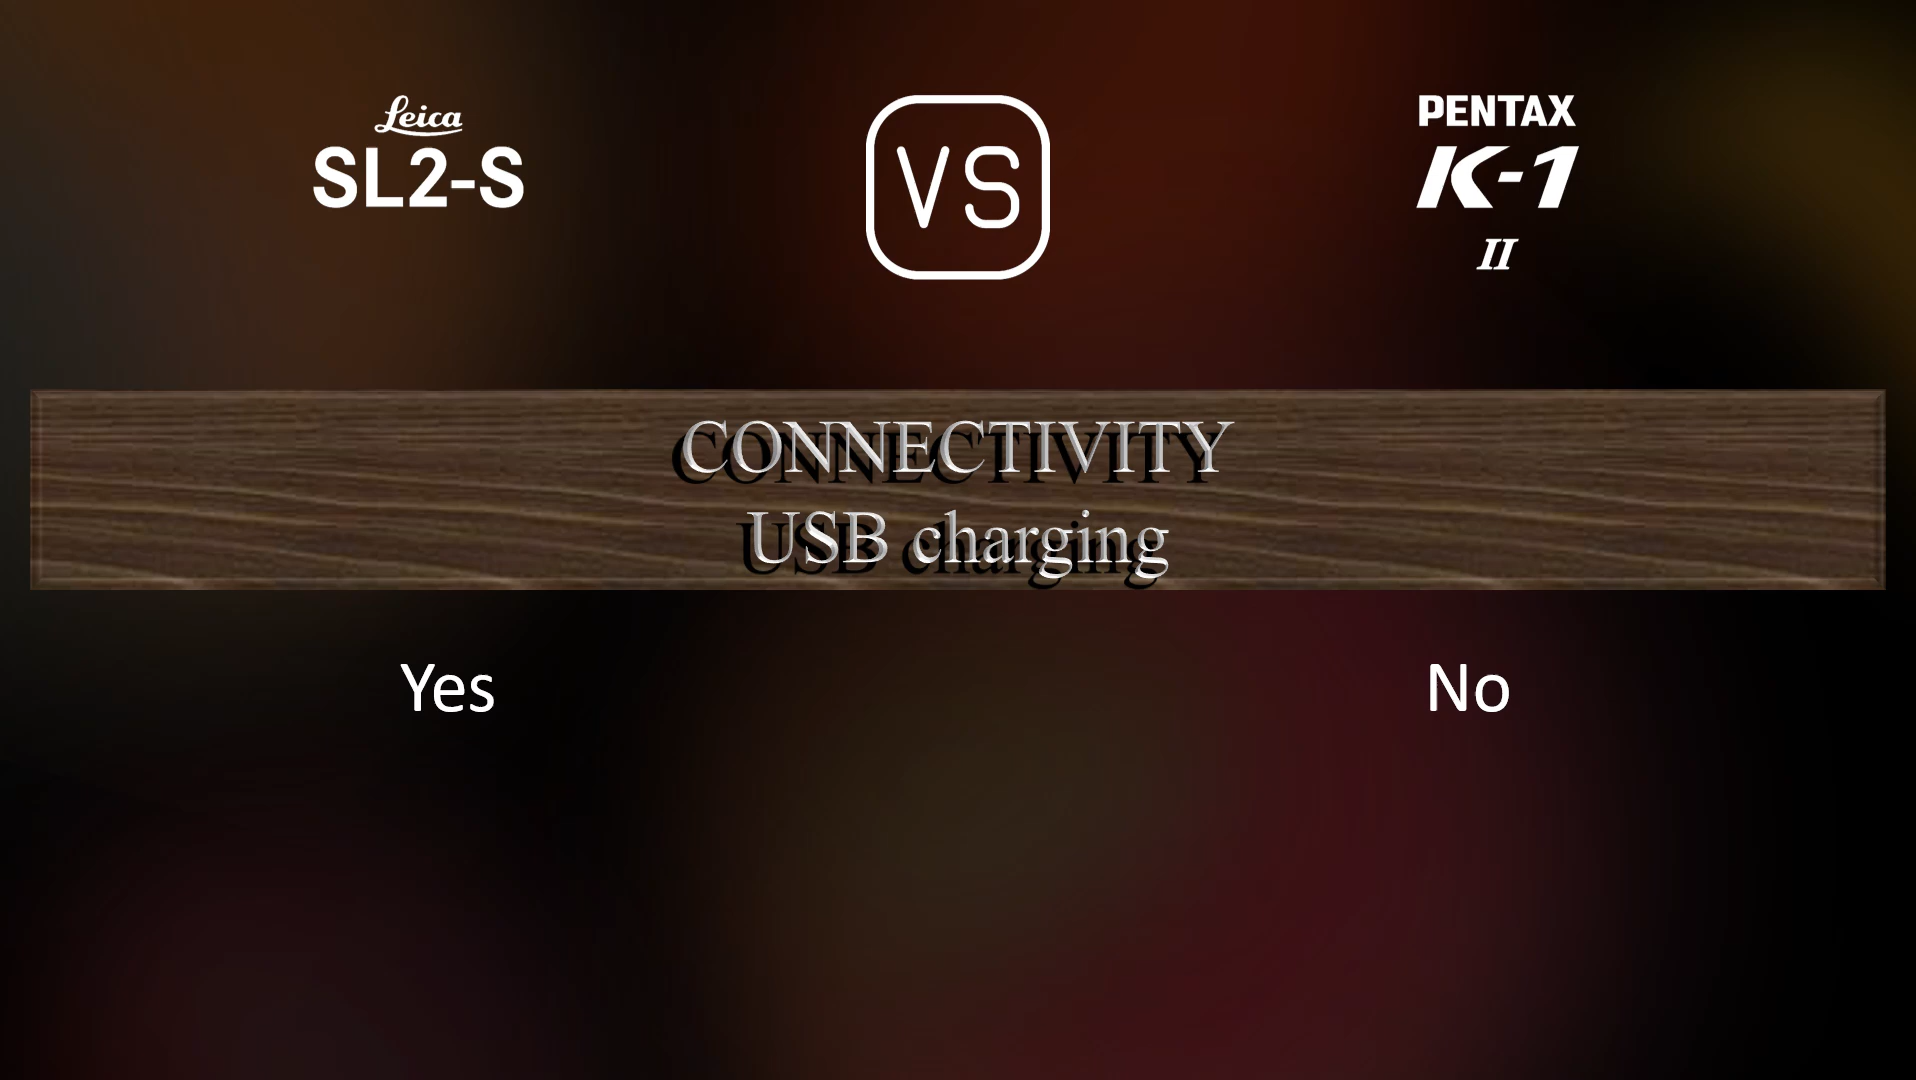 Leica
SL2-S
VS
PENTAX
K-1
II
CONNECTIVITY
USB charging
Yes
No